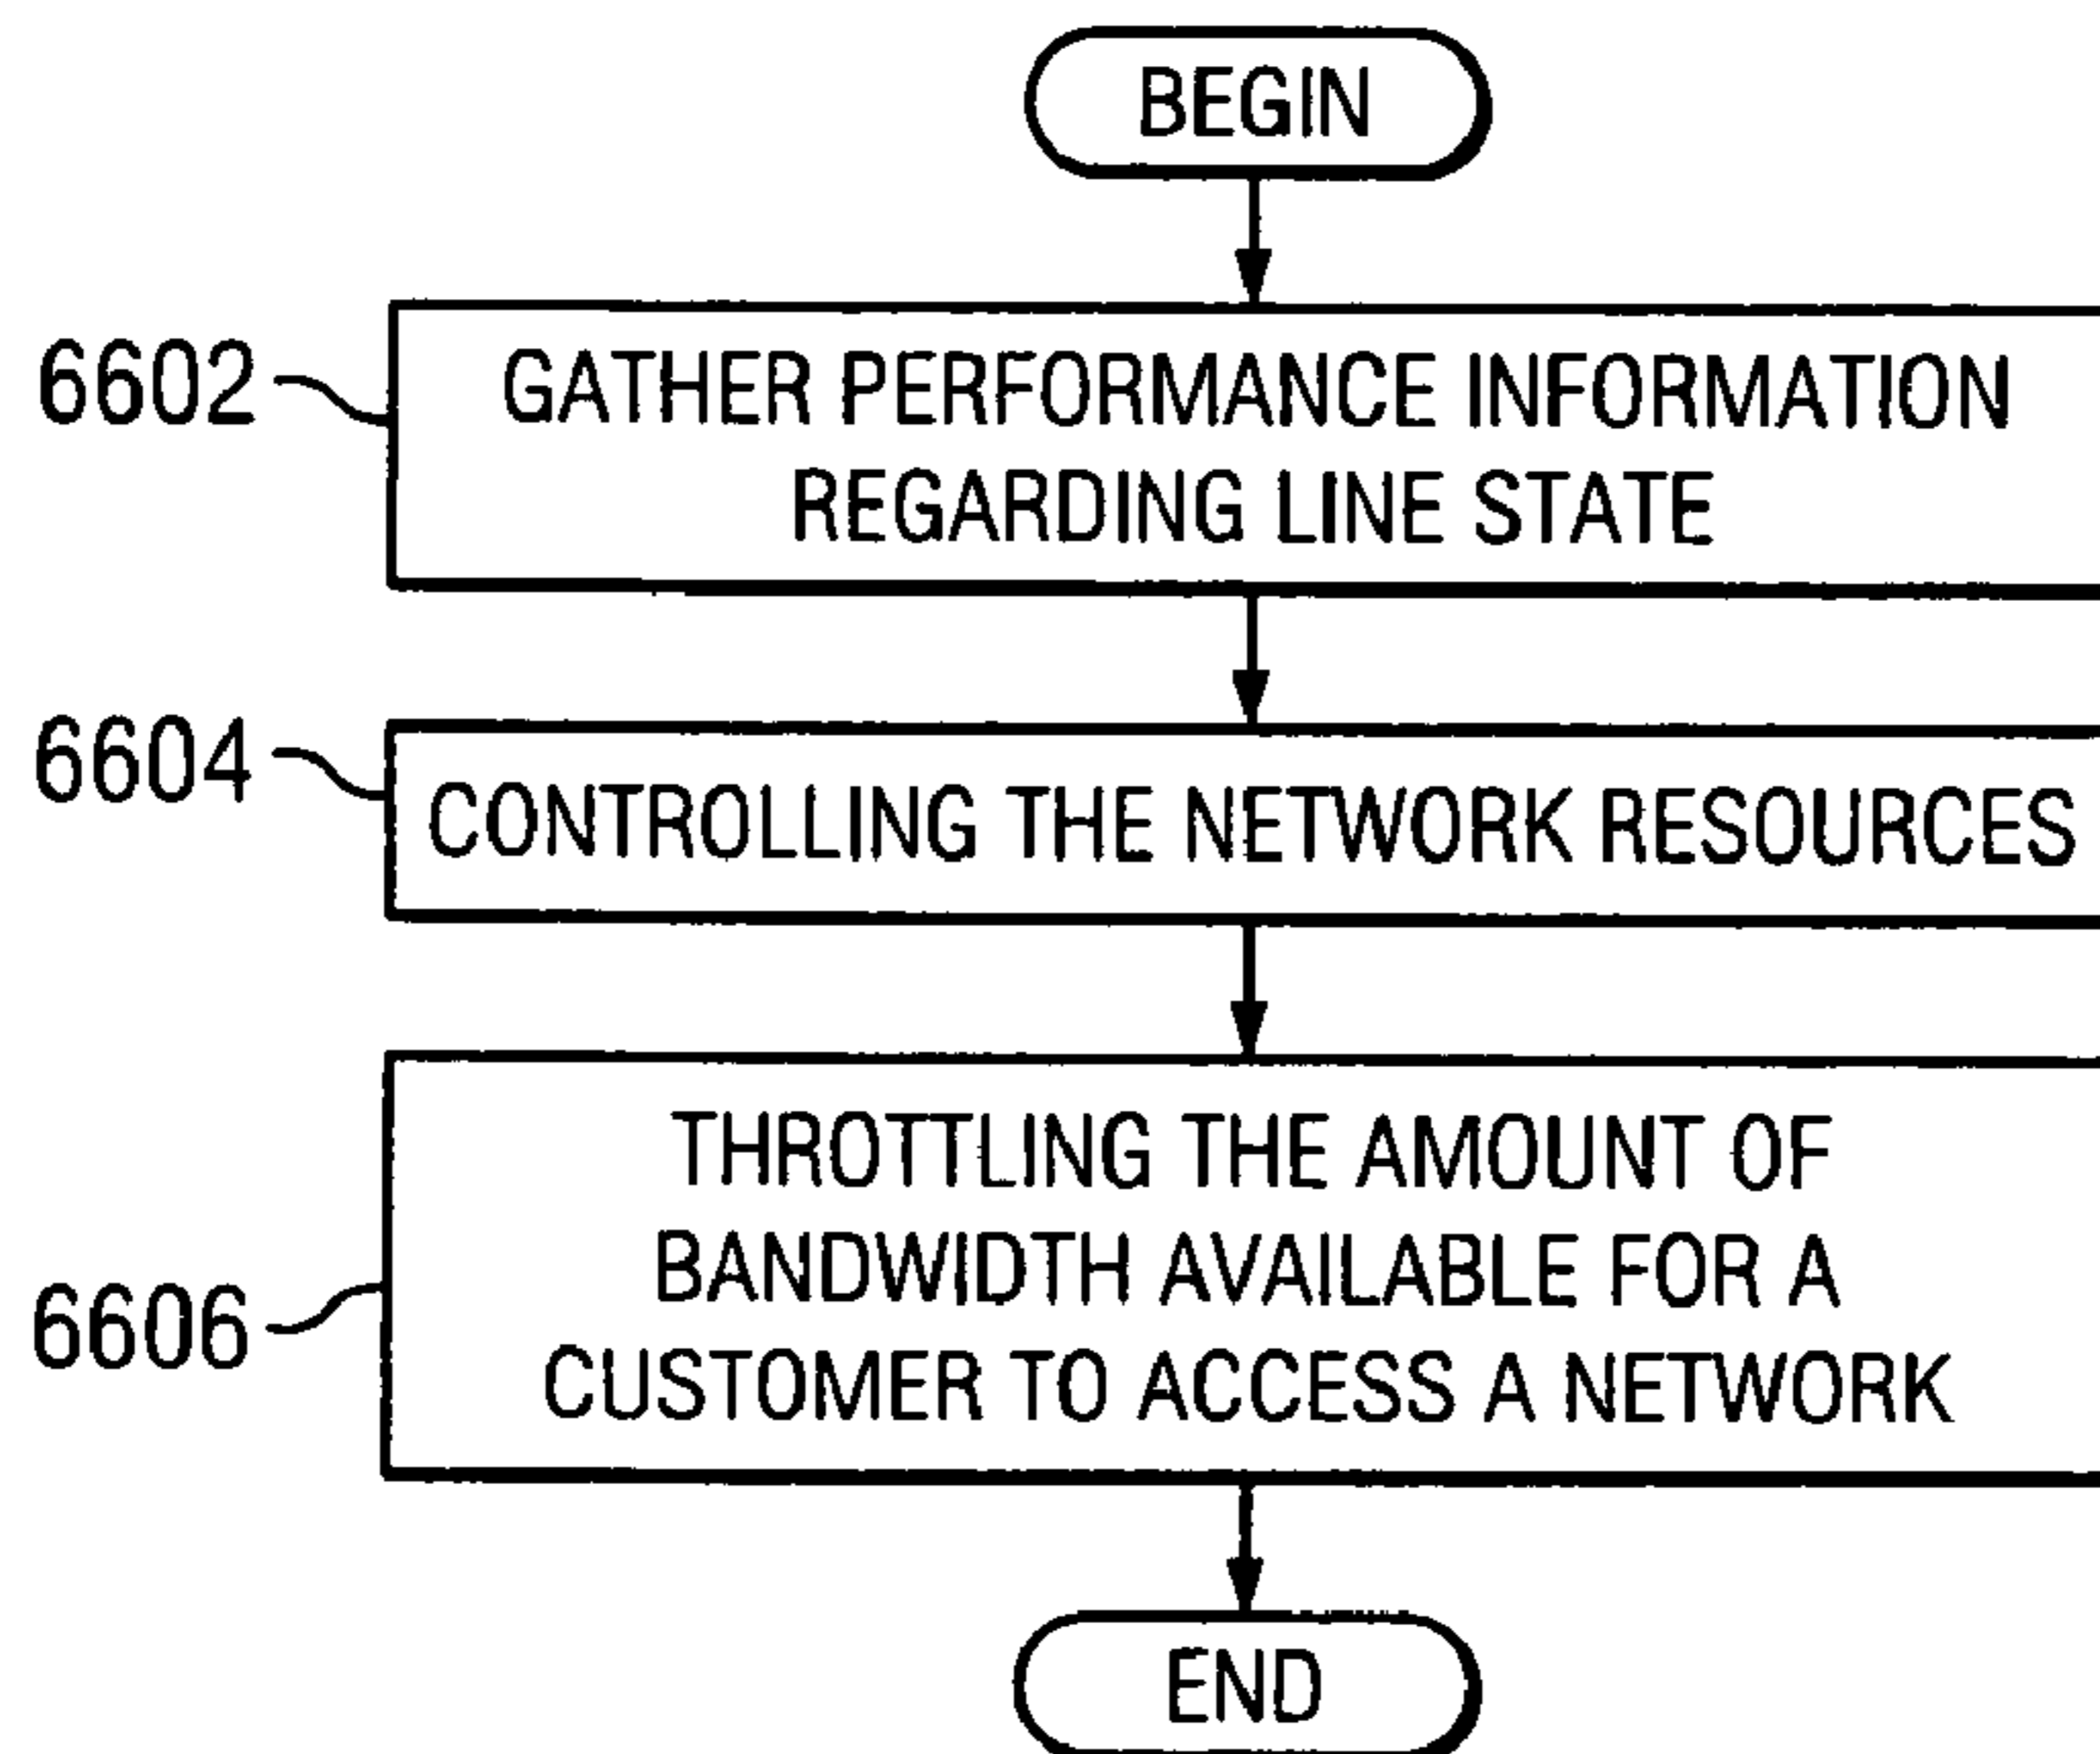 BEGIN
6602
GATHER PERFORMANCE INFORMATION
REGARDING LINE STATE
6604
CONTROLLING THE NETWORK RESOURCES
6606
THROTTLING THE AMOUNT OF
BANDWIDTH AVAILABLE FOR A
CUSTOMER TO ACCESS A NETWORK
END